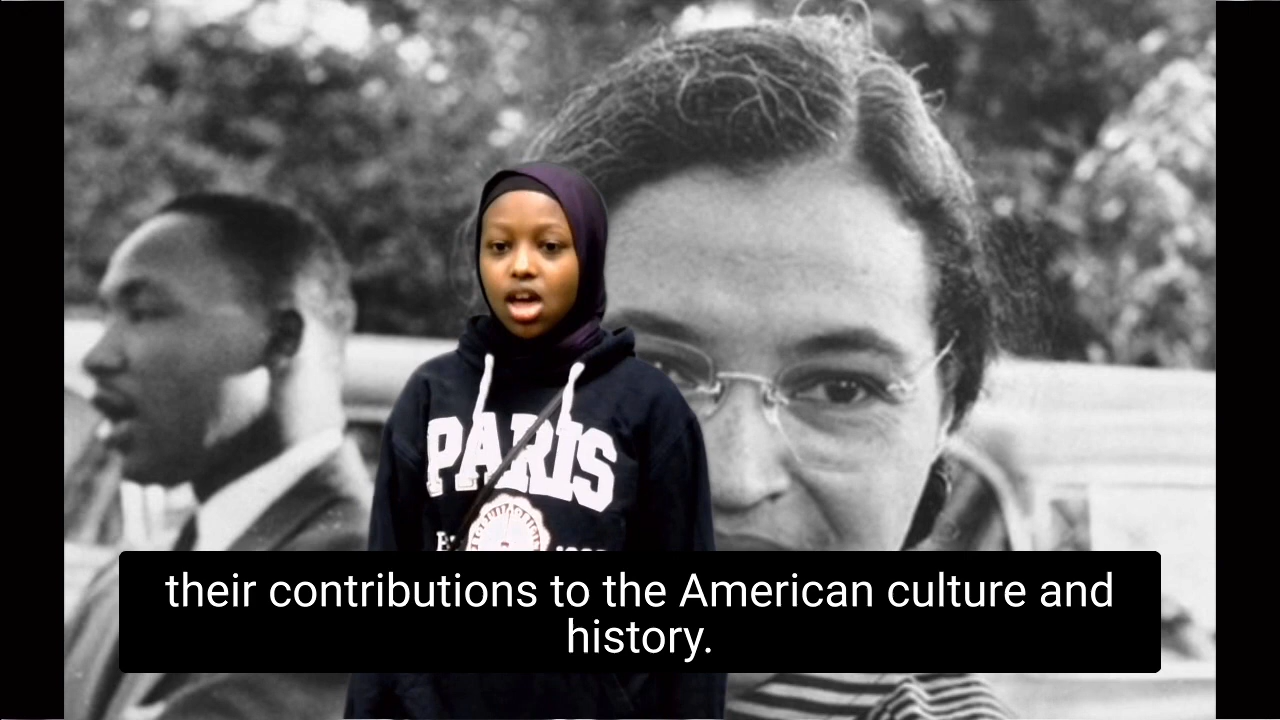 PARIS
their contributions to the American culture and
history.